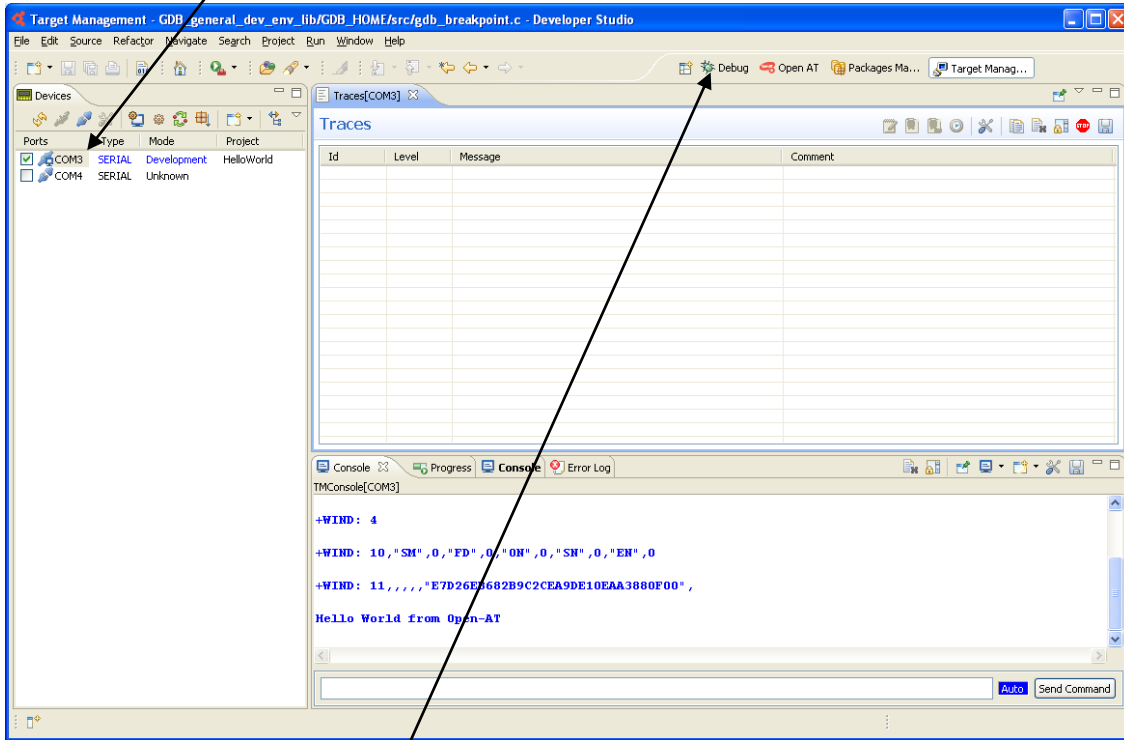 Target Management - GDB_general_dev_env_lib/GDB_HOME/src/gdb_breakpoint.c - Developer Studio
File Edit Source Refactor Navigate Search Project Run Window Help
Debug Open AT Packages Ma... Target Manag...
Devices
Ports Type Mode Project
COM3 SERIAL Development HelloWorld
COM4 SERIAL Unknown
Traces[COM3]
Traces
Id Level Message Comment
Console Progress Console Error Log
TMConsole[COM3]
+WIND: 4
+WIND: 10,"SM",0,"FD",0,"ON",0,"SN",0,"EN",0
+WIND: 11,,,,,
Hello World from Open-AT
Auto Send Command